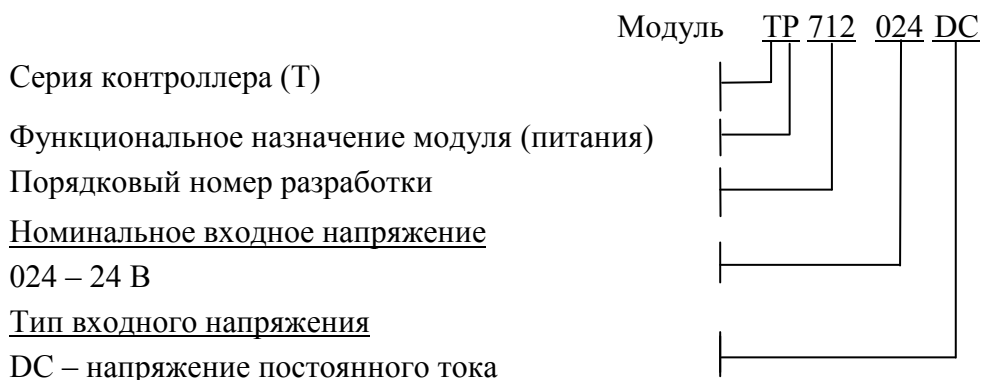 Модуль ТР 712 024 DC
Серия контроллера (Т)
Функциональное назначение модуля (питания)
Порядковый номер разработки
Номинальное входное напряжение
024 – 24 В
Тип входного напряжения
DC – напряжение постоянного тока